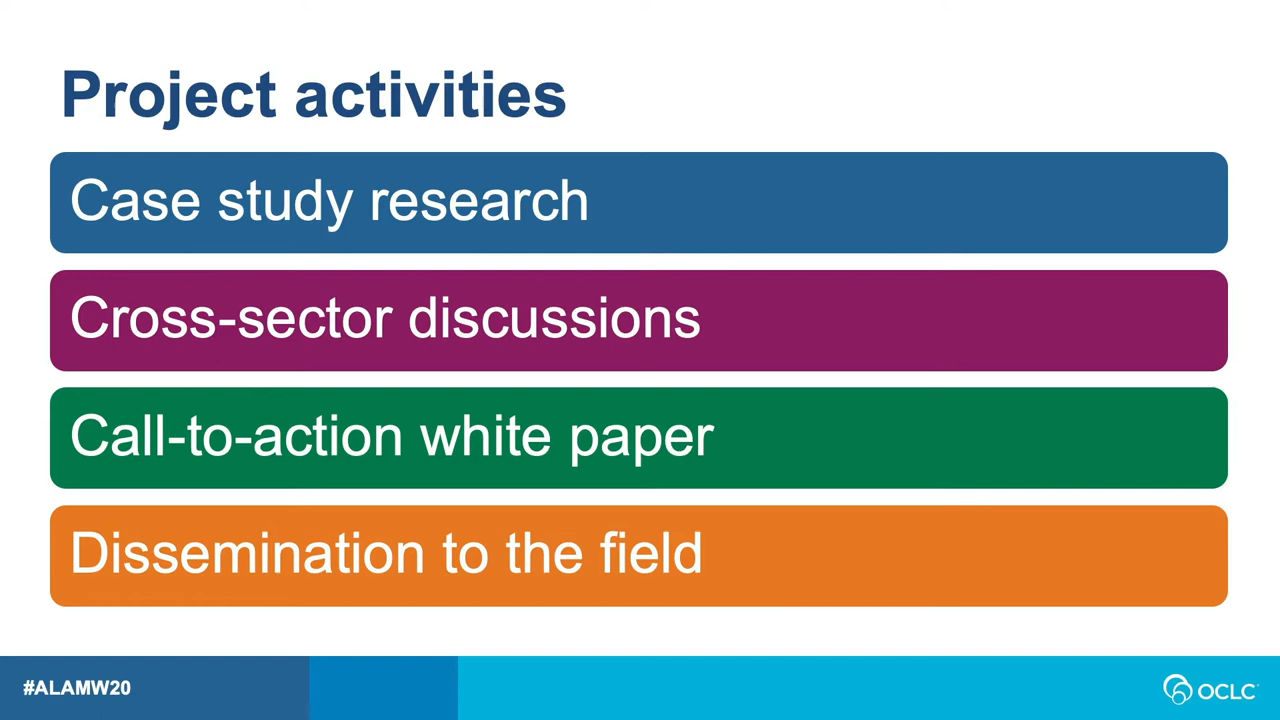 Project activities
Case study research
Cross-sector discussions
Call-to-action white paper
Dissemination to the field
#ALAMW20
OCLC